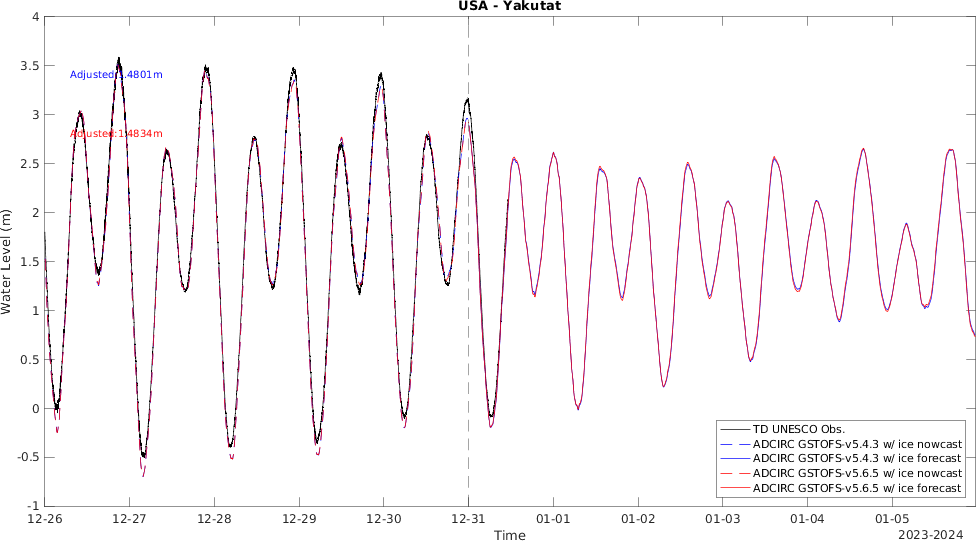 USA - Yakutat
4
3.5
3
2.5
2
1.5
1
0.5
0
-0.5
-1
Water Level (m)
Adjusted:1.4801m
Adjusted:1.4834m
TD UNESCO Obs.
ADCIRC GSTOFS-v5.4.3 w/ ice nowcast
ADCIRC GSTOFS-v5.4.3 w/ ice forecast
ADCIRC GSTOFS-v5.6.5 w/ ice nowcast
ADCIRC GSTOFS-v5.6.5 w/ ice forecast
12-26 12-27 12-28 12-29 12-30 12-31 01-01 01-02 01-03 01-04 01-05
Time
2023-2024